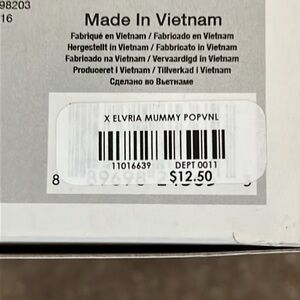 98203
16
Made In Vietnam
Fabriqué en Vietnam / Fabricado en Vietnam
Hergestellt in Vietnam / Fabbricato in Vietnam
Fabricado na Vietnam / Vervaardigd in Vietnam
Produceret i Vietnam / Tillverkad i Vietnam
Сделано во Вьетнаме
X ELVRIA MUMMY POPVNL
11016639 DEPT 0011
$12.50
8